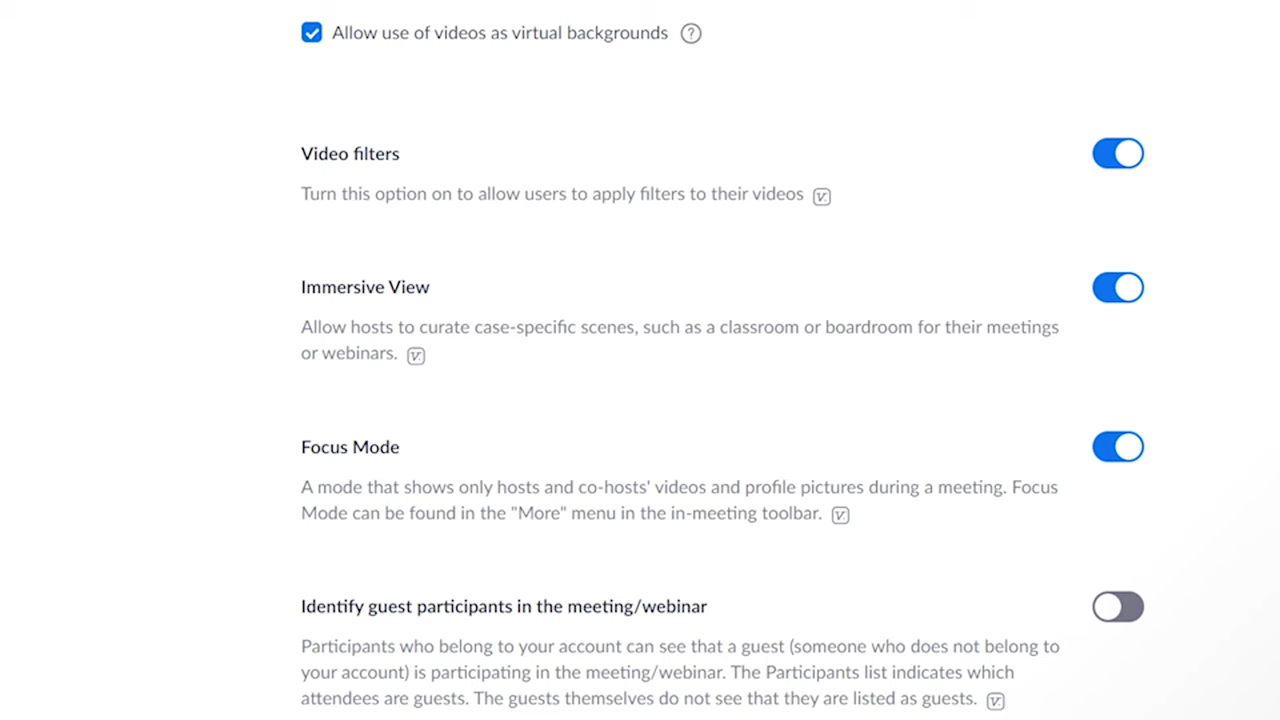 Allow use of videos as virtual backgrounds ?
Video filters
Turn this option on to allow users to apply filters to their videos
Immersive View
Allow hosts to curate case-specific scenes, such as a classroom or boardroom for their meetings
or webinars.
Focus Mode
A mode that shows only hosts and co-hosts' videos and profile pictures during a meeting. Focus
Mode can be found in the "More" menu in the in-meeting toolbar.
Identify guest participants in the meeting/webinar
Participants who belong to your account can see that a guest (someone who does not belong to
your account) is participating in the meeting/webinar. The Participants list indicates which
attendees are guests. The guests themselves do not see that they are listed as guests.